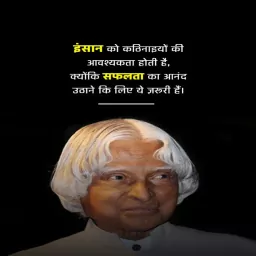 इंसान को कठिनाइयों की
आवश्यकता होती है,
क्योंकि सफलता का आनंद
उठाने कि लिए ये ज़रूरी हैं।